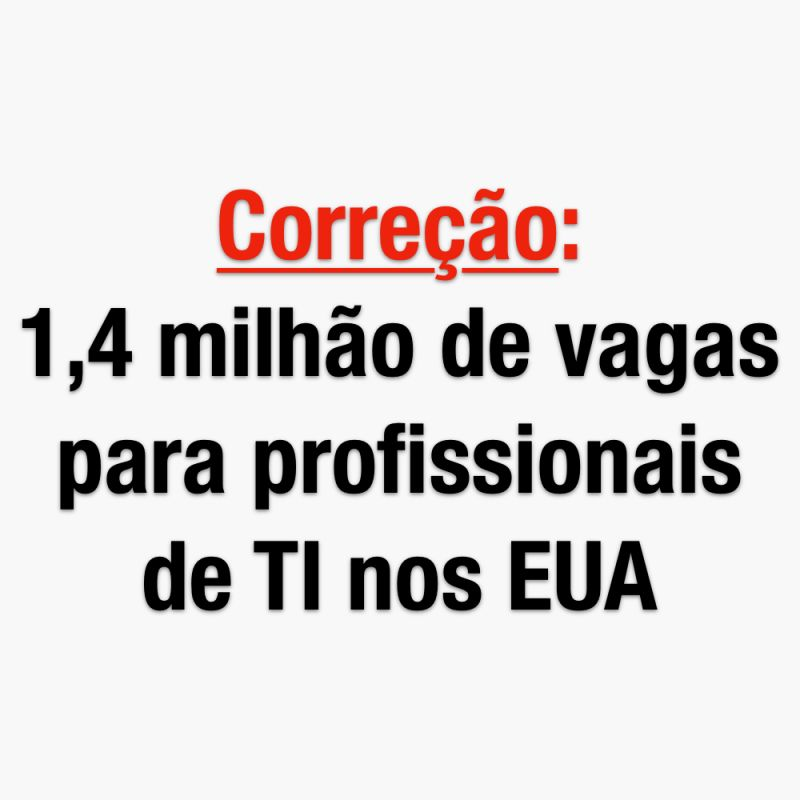 Correção:
1,4 milhão de vagas
para profissionais
de TI nos EUA